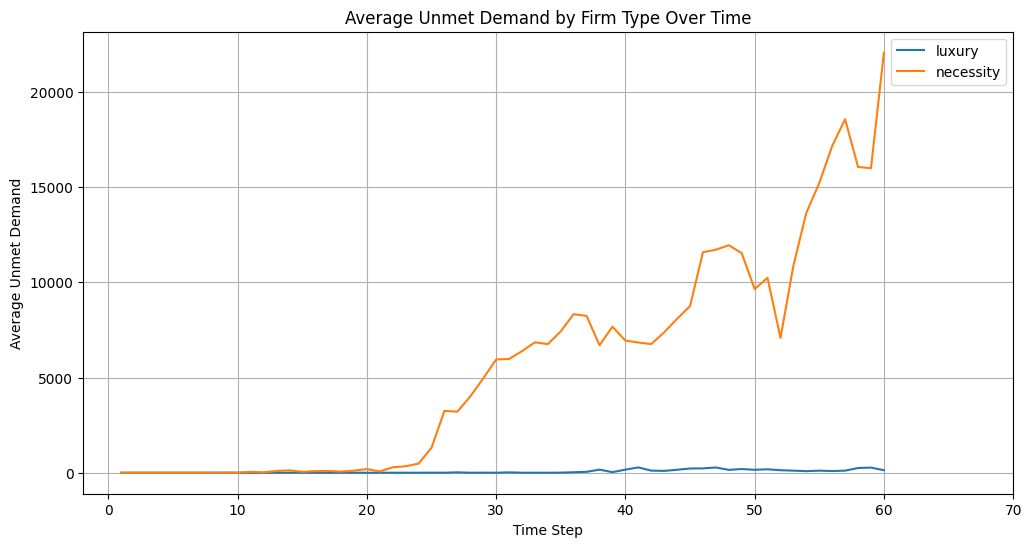 Average Unmet Demand by Firm Type Over Time
luxury
necessity
Average Unmet Demand
20000
15000
10000
5000
0
0 10 20 30 40 50 60 70
Time Step